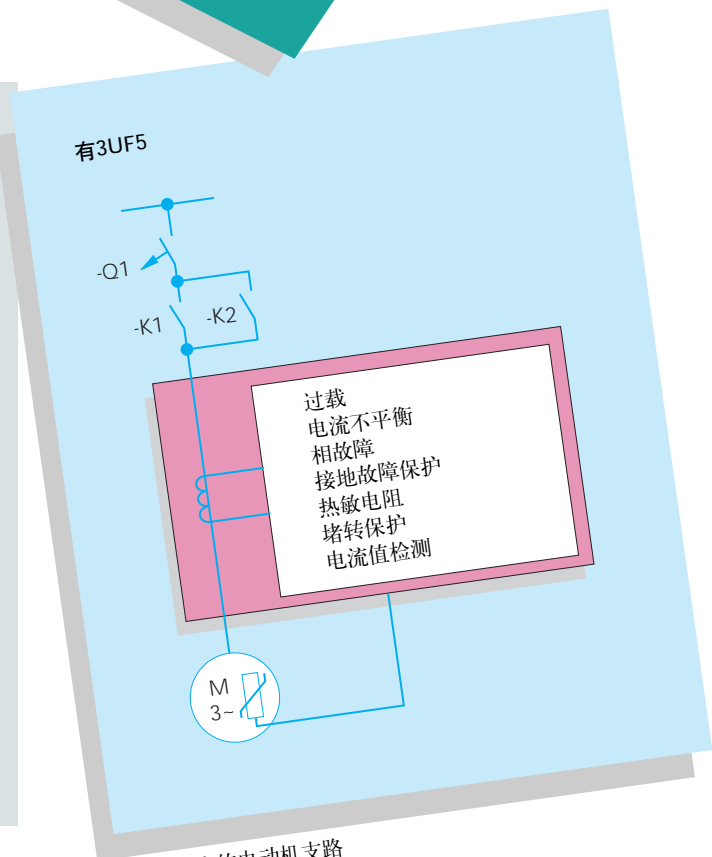 有3UF5
-Q1
-K1
-K2
过载
电流不平衡
相故障
接地故障保护
热敏电阻
堵转保护
电流值检测
M
3~
电动机支路